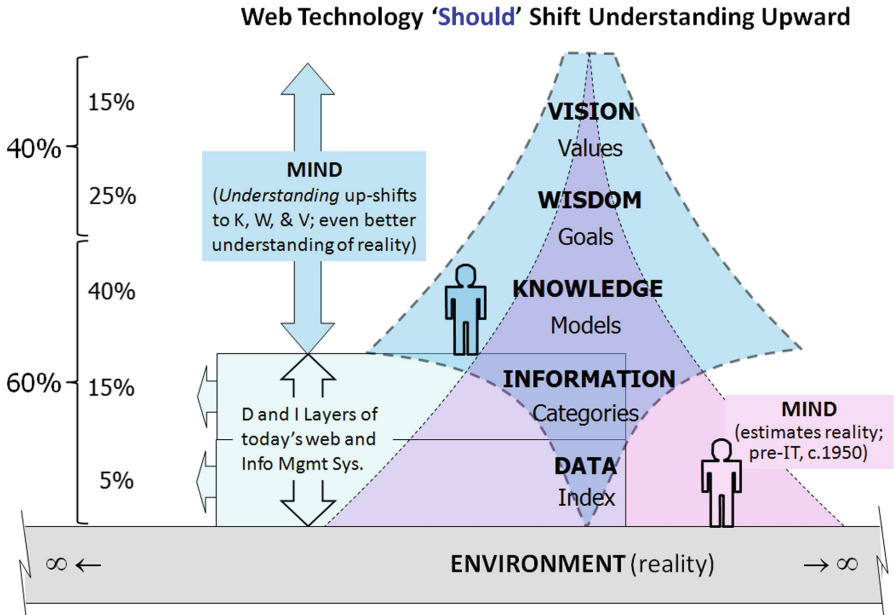 Web Technology ‘Should’ Shift Understanding Upward
15%
40%
25%
40%
60%
15%
5%
MIND
(Understanding up-shifts
to K, W, & V; even better
understanding of reality)
D and I Layers of
today’s web and
Info Mgmt Sys.
VISION
Values
WISDOM
Goals
KNOWLEDGE
Models
INFORMATION
Categories
DATA
Index
MIND
(estimates reality;
pre-IT, c.1950)
∞ ← ENVIRONMENT (reality) → ∞